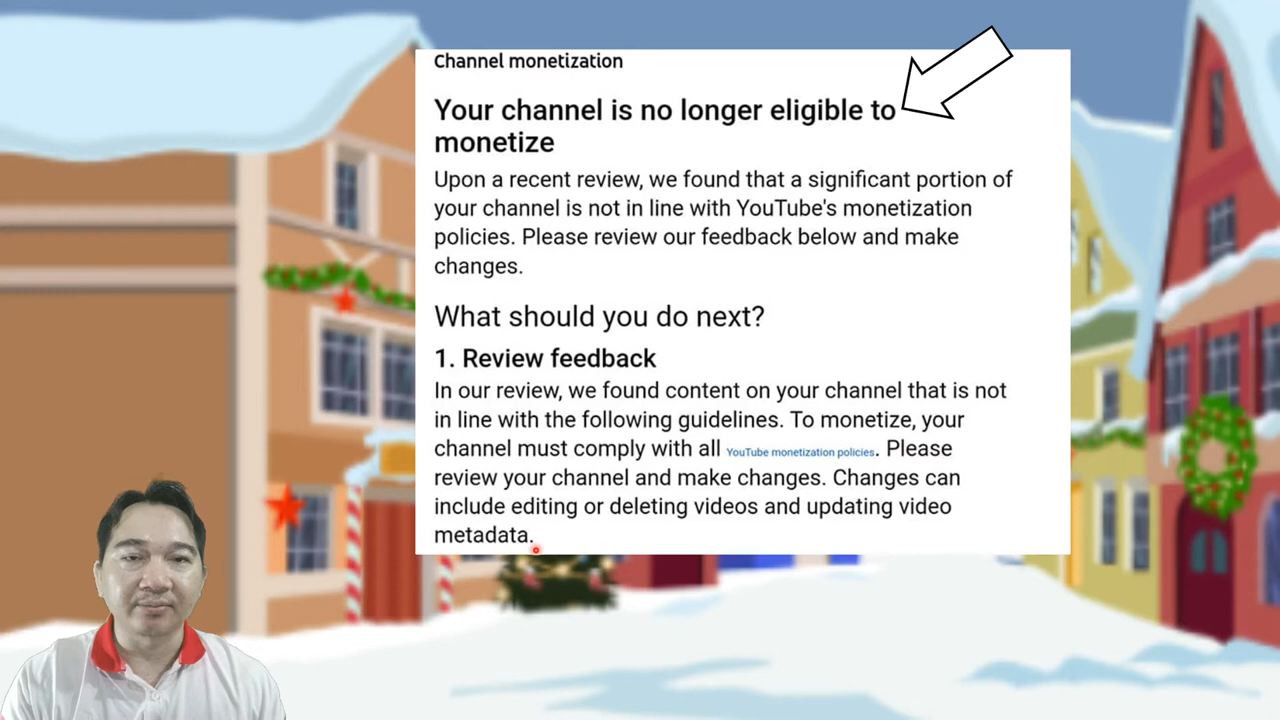 Channel monetization
Your channel is no longer eligible to
monetize
Upon a recent review, we found that a significant portion of
your channel is not in line with YouTube's monetization
policies. Please review our feedback below and make
changes.
What should you do next?
1. Review feedback
In our review, we found content on your channel that is not
in line with the following guidelines. To monetize, your
channel must comply with all YouTube monetization policies. Please
review your channel and make changes. Changes can
include editing or deleting videos and updating video
metadata.